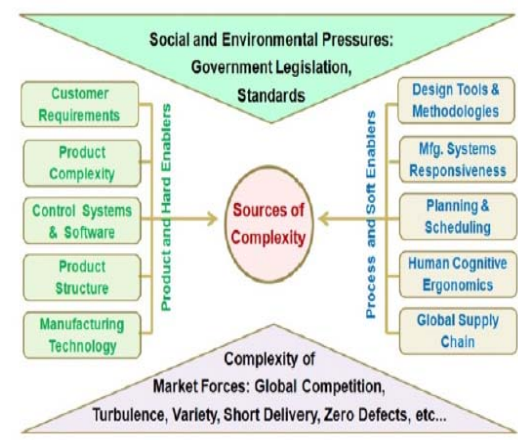 Social and Environmental Pressures:
Government Legislation,
Standards
Customer
Requirements
Product
Complexity
Control Systems
& Software
Product
Structure
Manufacturing
Technology
Product and Hard Enablers
Sources of
Complexity
Process and Soft Enablers
Design Tools &
Methodologies
Mfg. Systems
Responsiveness
Planning &
Scheduling
Human Cognitive
Ergonomics
Global Supply
Chain
Complexity of
Market Forces: Global Competition,
Turbulence, Variety, Short Delivery, Zero Defects, etc...